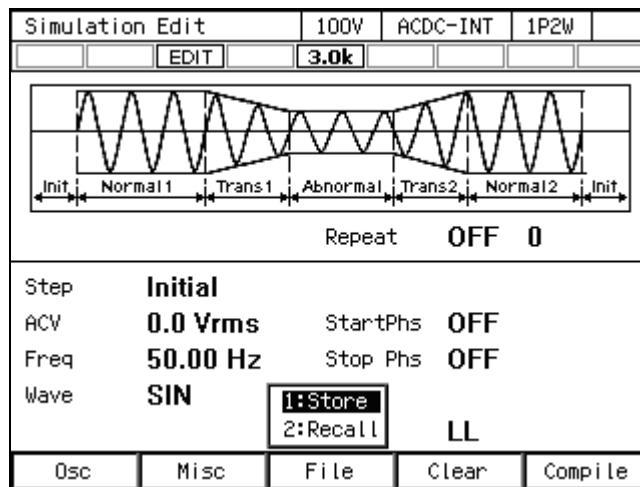 Simulation Edit 100V ACDC-INT 1P2W
EDIT 3.0k
Init Normal1 Trans1 Abnormal Trans2 Normal2 Init
Repeat OFF 0
Step Initial
ACV 0.0 Vrms StartPhs OFF
Freq 50.00 Hz Stop Phs OFF
Wave SIN
1:Store
2:Recall LL
Osc Misc File Clear Compile